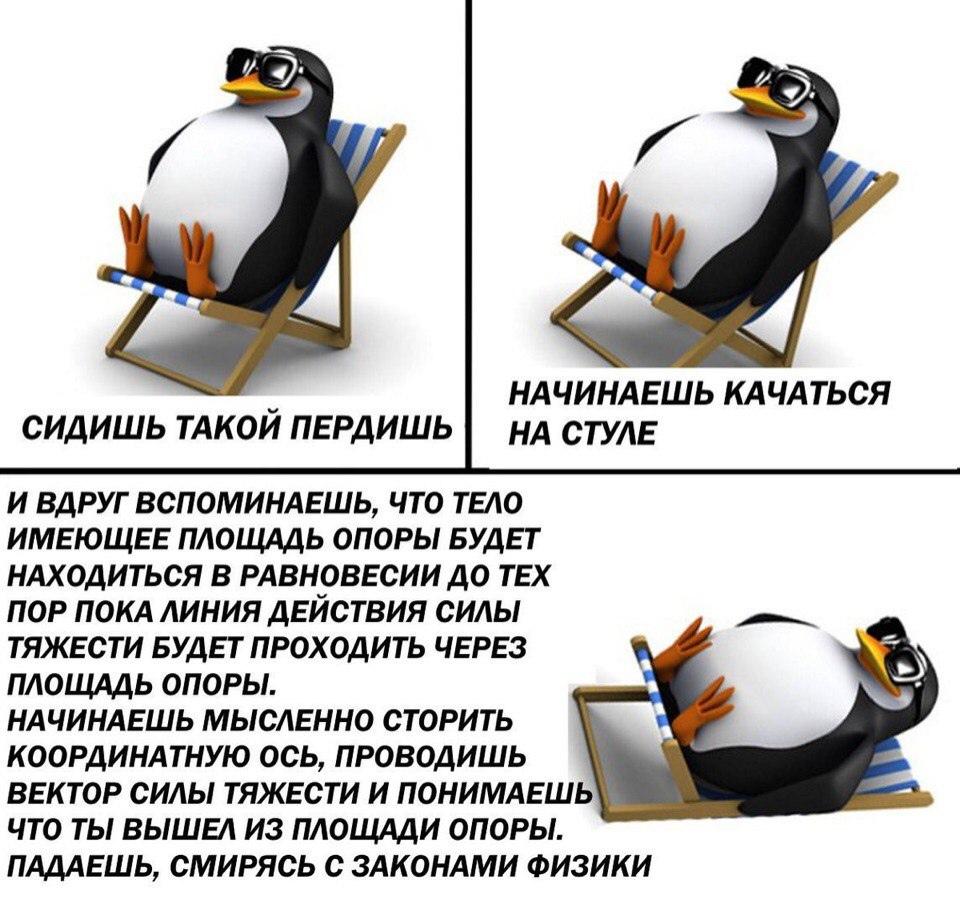 СИДИШЬ ТАКОЙ ПЕРДИШЬ
НАЧИНАЕШЬ КАЧАТЬСЯ
НА СТУЛЕ
И ВДРУГ ВСПОМИНАЕШЬ, ЧТО ТЕЛО
ИМЕЮЩЕЕ ПЛОЩАДЬ ОПОРЫ БУДЕТ
НАХОДИТЬСЯ В РАВНОВЕСИИ ДО ТЕХ
ПОР ПОКА ЛИНИЯ ДЕЙСТВИЯ СИЛЫ
ТЯЖЕСТИ БУДЕТ ПРОХОДИТЬ ЧЕРЕЗ
ПЛОЩАДЬ ОПОРЫ.
НАЧИНАЕШЬ МЫСЛЕННО СТОРИТЬ
КООРДИНАТНУЮ ОСЬ, ПРОВОДИШЬ
ВЕКТОР СИЛЫ ТЯЖЕСТИ И ПОНИМАЕШЬ
ЧТО ТЫ ВЫШЕЛ ИЗ ПЛОЩАДИ ОПОРЫ.
ПАДАЕШЬ, СМИРЯСЬ С ЗАКОНАМИ ФИЗИКИ